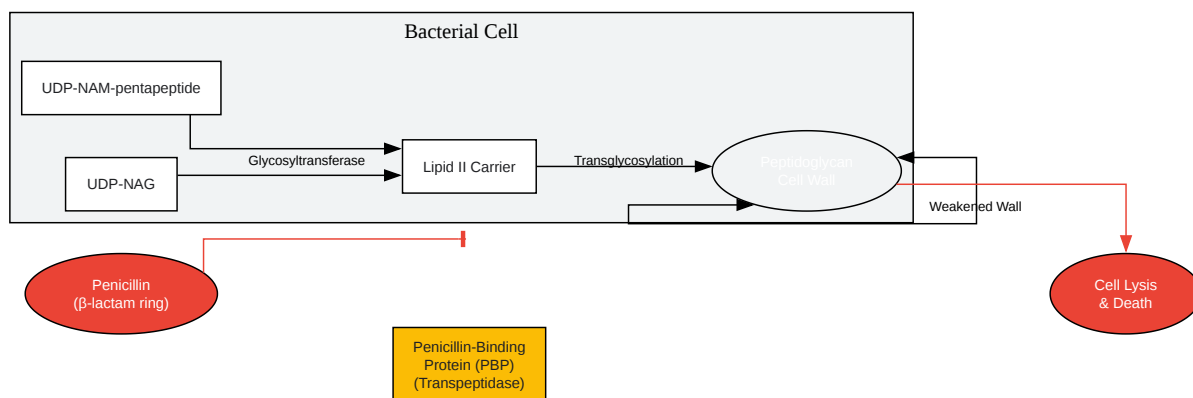 Bacterial Cell
UDP-NAM-pentapeptide
Glycosyltransferase
UDP-NAG
Lipid II Carrier
Transglycosylation
Peptidoglycan
Cell Wall
Weakened Wall
Penicillin
(β-lactam ring)
Cell Lysis
& Death
Penicillin-Binding
Protein (PBP)
(Transpeptidase)